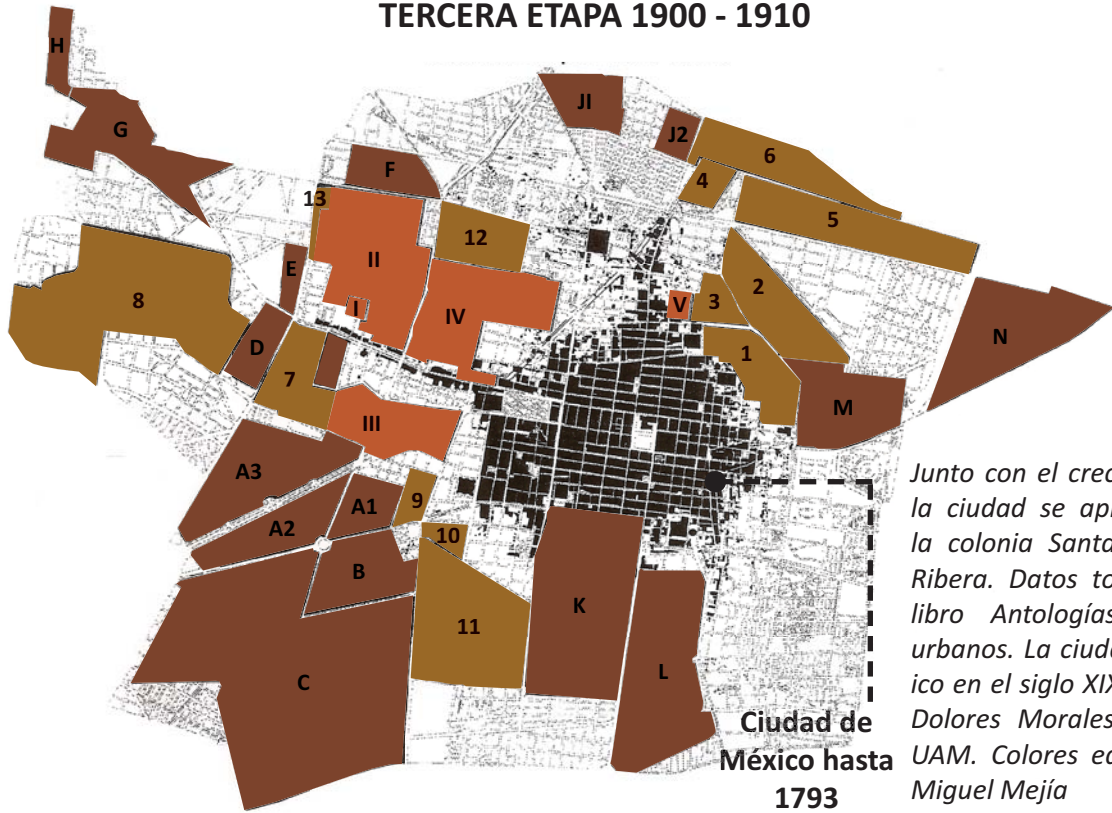 TERCERA ETAPA 1900 - 1910
H
G
JI
J2
6
F
4
13
5
12
II
E
2
8
I
IV
V
3
N
D
1
7
M
III
A3
A1
9
A2
10
B
K
11
L
C
Junto con el crec
la ciudad se ap
la colonia Santa
Ribera. Datos to
libro Antologías
urbanos. La ciud
ico en el siglo XIX
Dolores Morales
UAM. Colores e
Miguel Mejía
Ciudad de
México hasta
1793